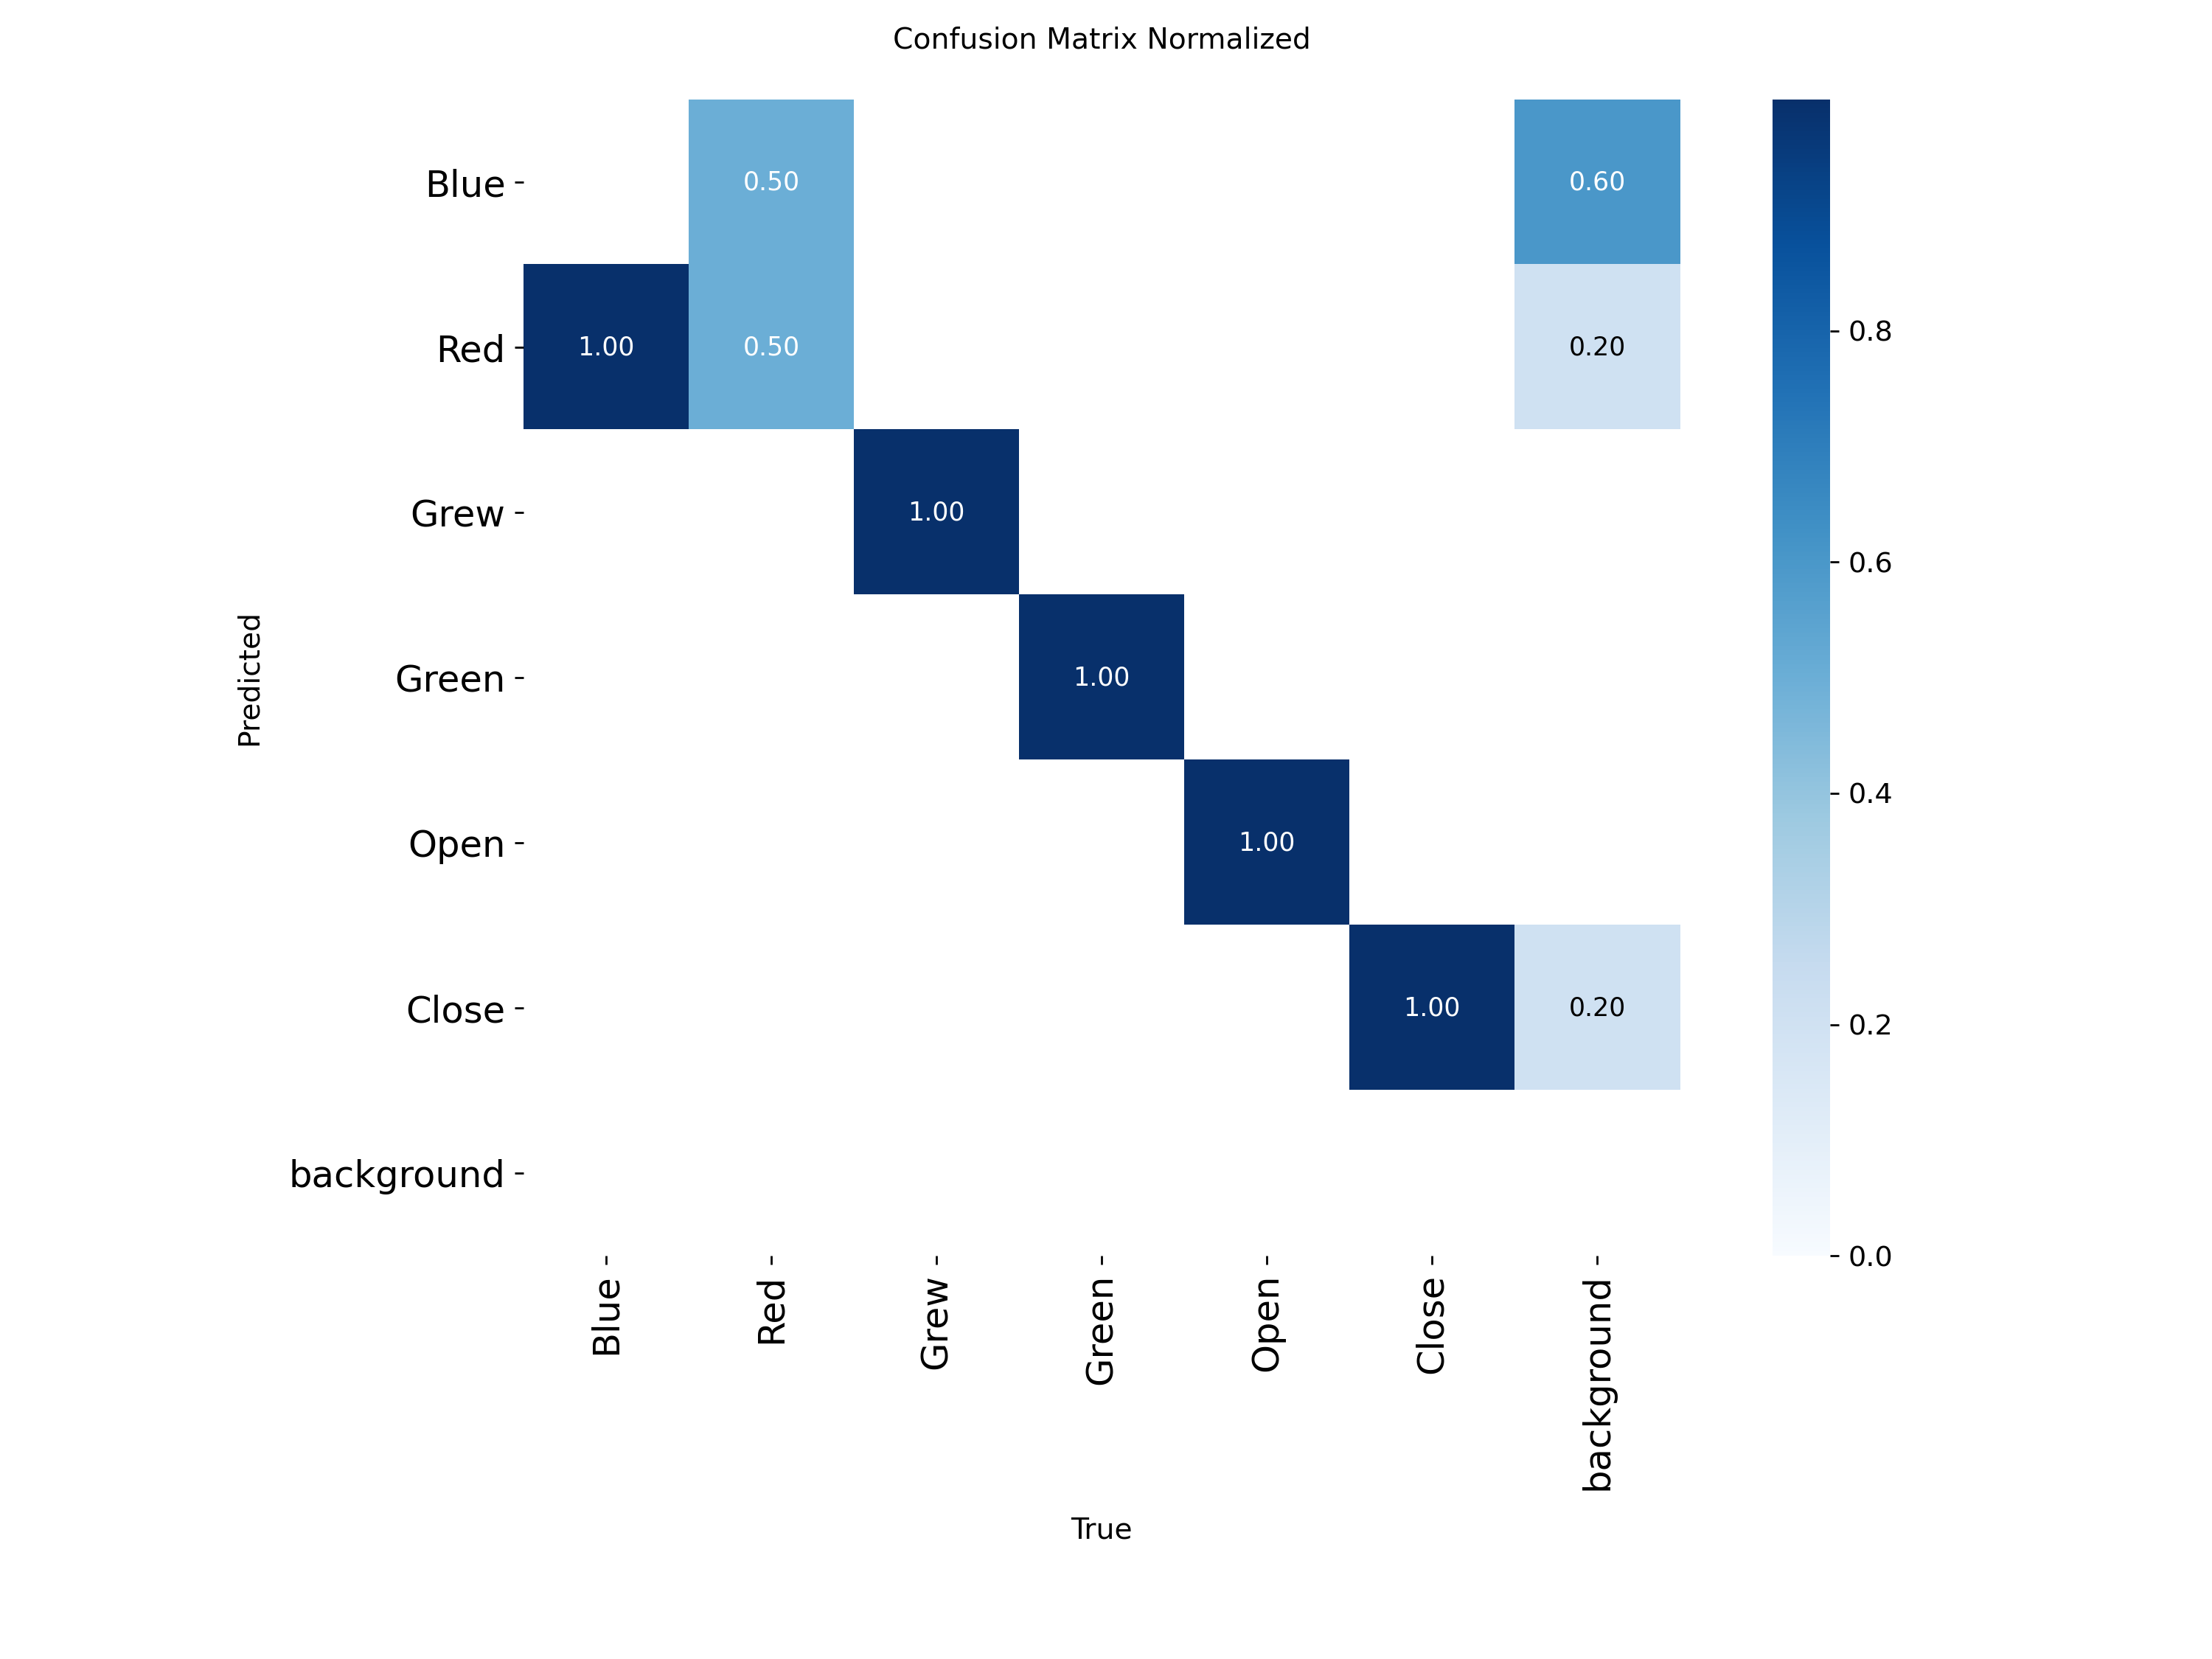 Confusion Matrix Normalized
Blue
0.50
0.60
Red
1.00
0.50
0.20
0.8
Grew
1.00
0.6
Predicted
Green
1.00
Open
1.00
0.4
Close
1.00
0.20
0.2
background
0.0
Blue
Red
Grew
Green
Open
Close
background
True